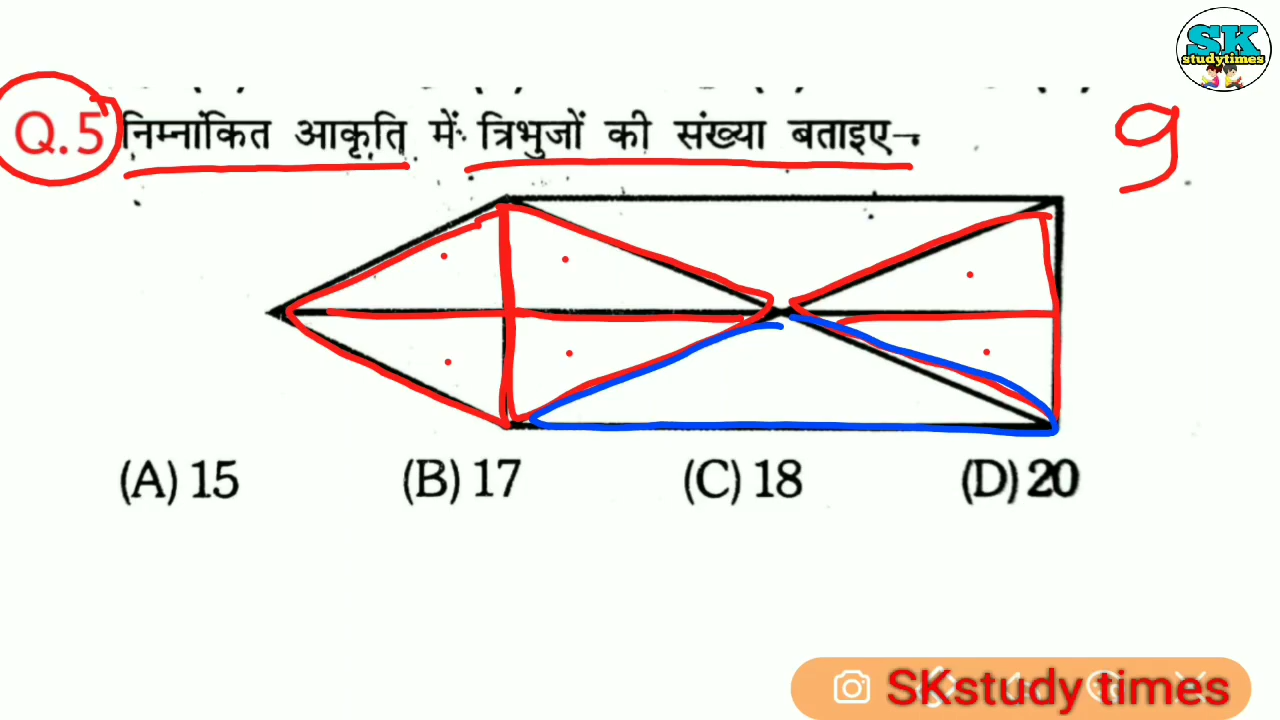 SK
studytimes
Q.5 निम्नांकित आकृति में त्रिभुजों की संख्या बताइए—
9
(A) 15 (B) 17 (C) 18 (D) 20
SKstudy times